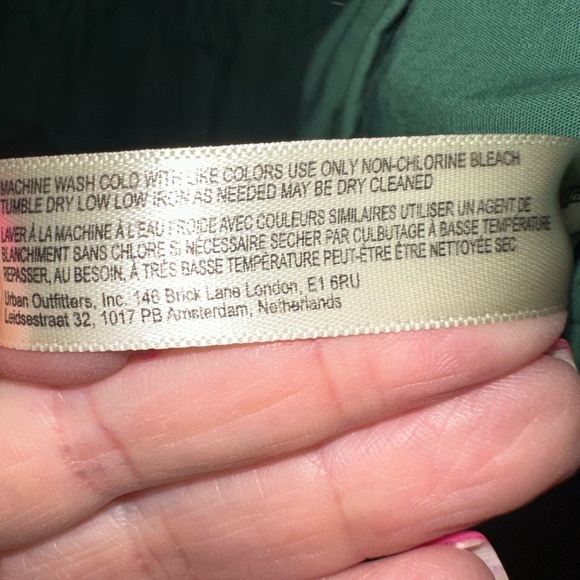 MACHINE WASH COLD WITH LIKE COLORS USE ONLY NON-CHLORINE BLEACH
TUMBLE DRY LOW LOW IRON AS NEEDED MAY BE DRY CLEANED
LAVER À LA MACHINE À L'EAU FROIDE AVEC COULEURS SIMILAIRES UTILISER UN AGENT DE
BLANCHIMENT SANS CHLORE SI NÉCESSAIRE SECHER PAR CULBUTAGE À BASSE TEMPÉRATURE
REPASSER, AU BESOIN, À TRÈS BASSE TEMPÉRATURE PEUT-ÊTRE ÊTRE NETTOYÉE SEC
Urban Outfitters, Inc. 146 Brick Lane London, E1 6RU
Leidsestraat 32, 1017 PB Amsterdam, Netherlands